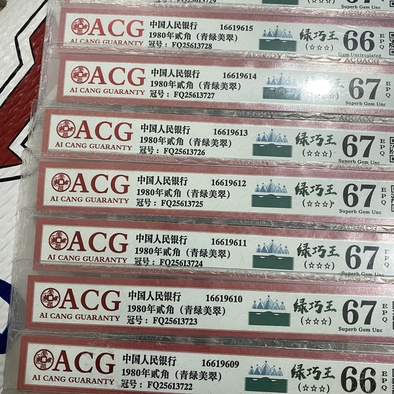 ACG
AI CANG GUARANTY
中国人民银行 16619615
1980年贰角（青绿美翠）
冠号：FQ25613728
绿巧王
(☆☆☆)
66 EPQ
Gem Uncirculated
ACG
AI CANG GUARANTY
中国人民银行 16619614
1980年贰角（青绿美翠）
冠号：FQ25613727
67 EPQ
Superb Gem Unc
ACG
AI CANG GUARANTY
中国人民银行 16619613
1980年贰角（青绿美翠）
冠号：FQ25613726
绿巧王
(☆☆☆)
67 EPQ
Superb Gem Unc
ACG
AI CANG GUARANTY
中国人民银行 16619612
1980年贰角（青绿美翠）
冠号：FQ25613725
绿巧王
(☆☆☆)
67 EPQ
Superb Gem Unc
ACG
AI CANG GUARANTY
中国人民银行 16619611
1980年贰角（青绿美翠）
冠号：FQ25613724
绿巧王
(☆☆☆)
67 EPQ
Superb Gem Unc
ACG
AI CANG GUARANTY
中国人民银行 16619610
1980年贰角（青绿美翠）
冠号：FQ25613723
绿巧王
(☆☆☆)
67 EPQ
Superb Gem Unc
ACG
AI CANG GUARANTY
中国人民银行 16619609
1980年贰角（青绿美翠）
冠号：FQ25613722
绿巧王
(☆☆☆)
66 EPQ